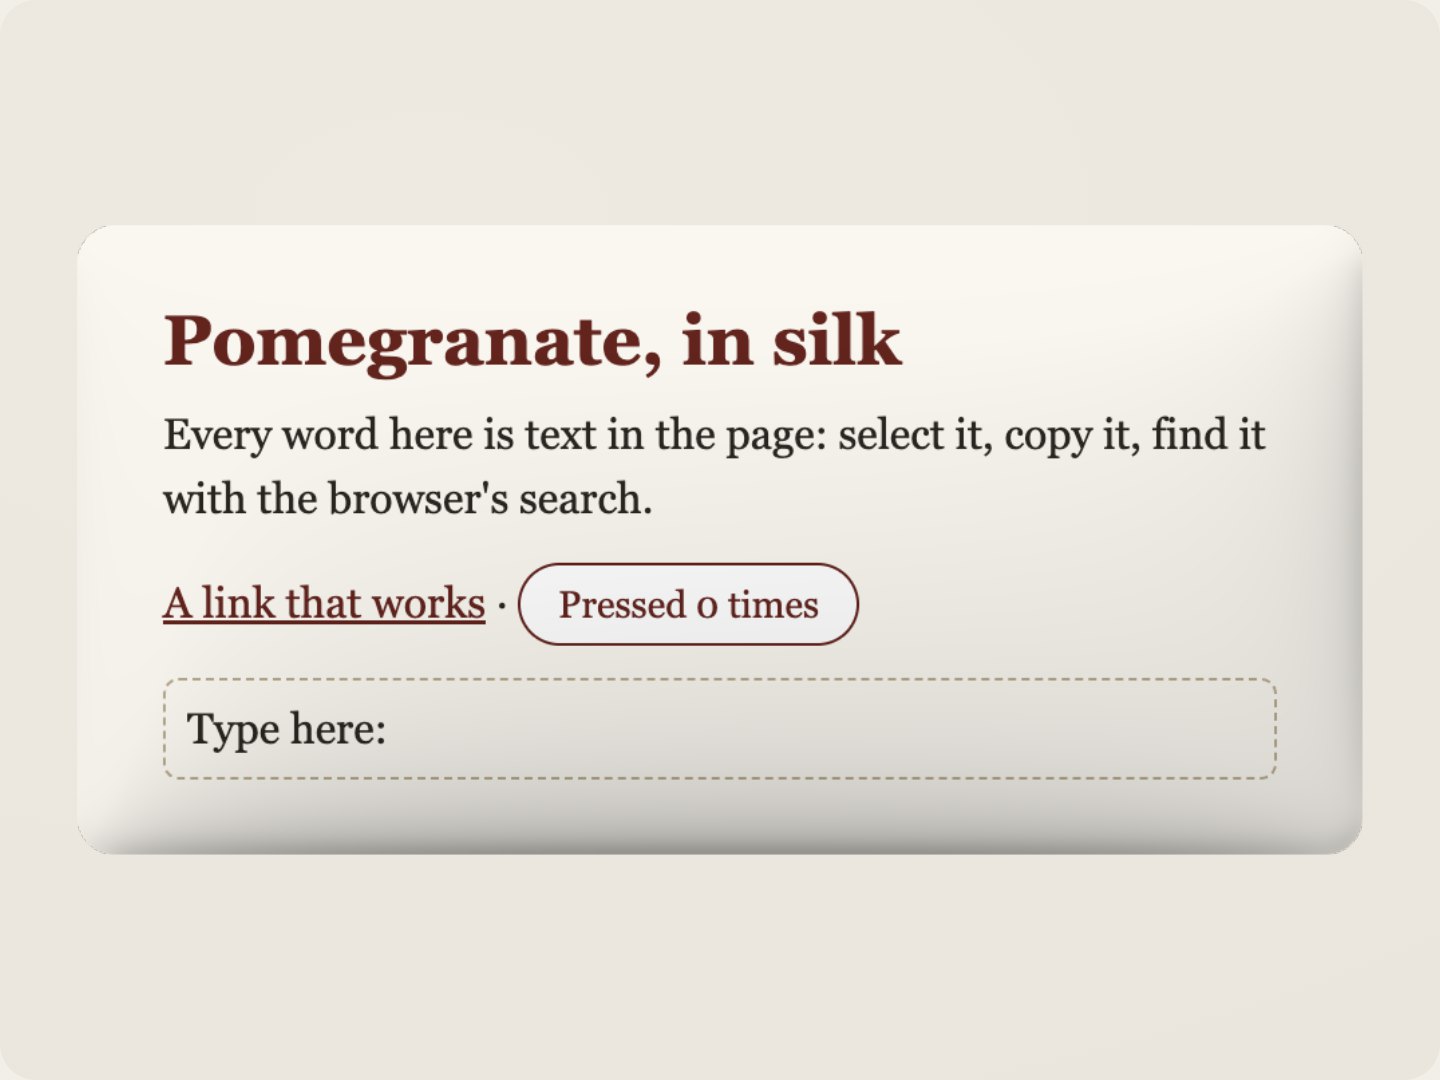 Pomegranate, in silk
Every word here is text in the page: select it, copy it, find it
with the browser's search.
A link that works · Pressed 0 times
Type here: